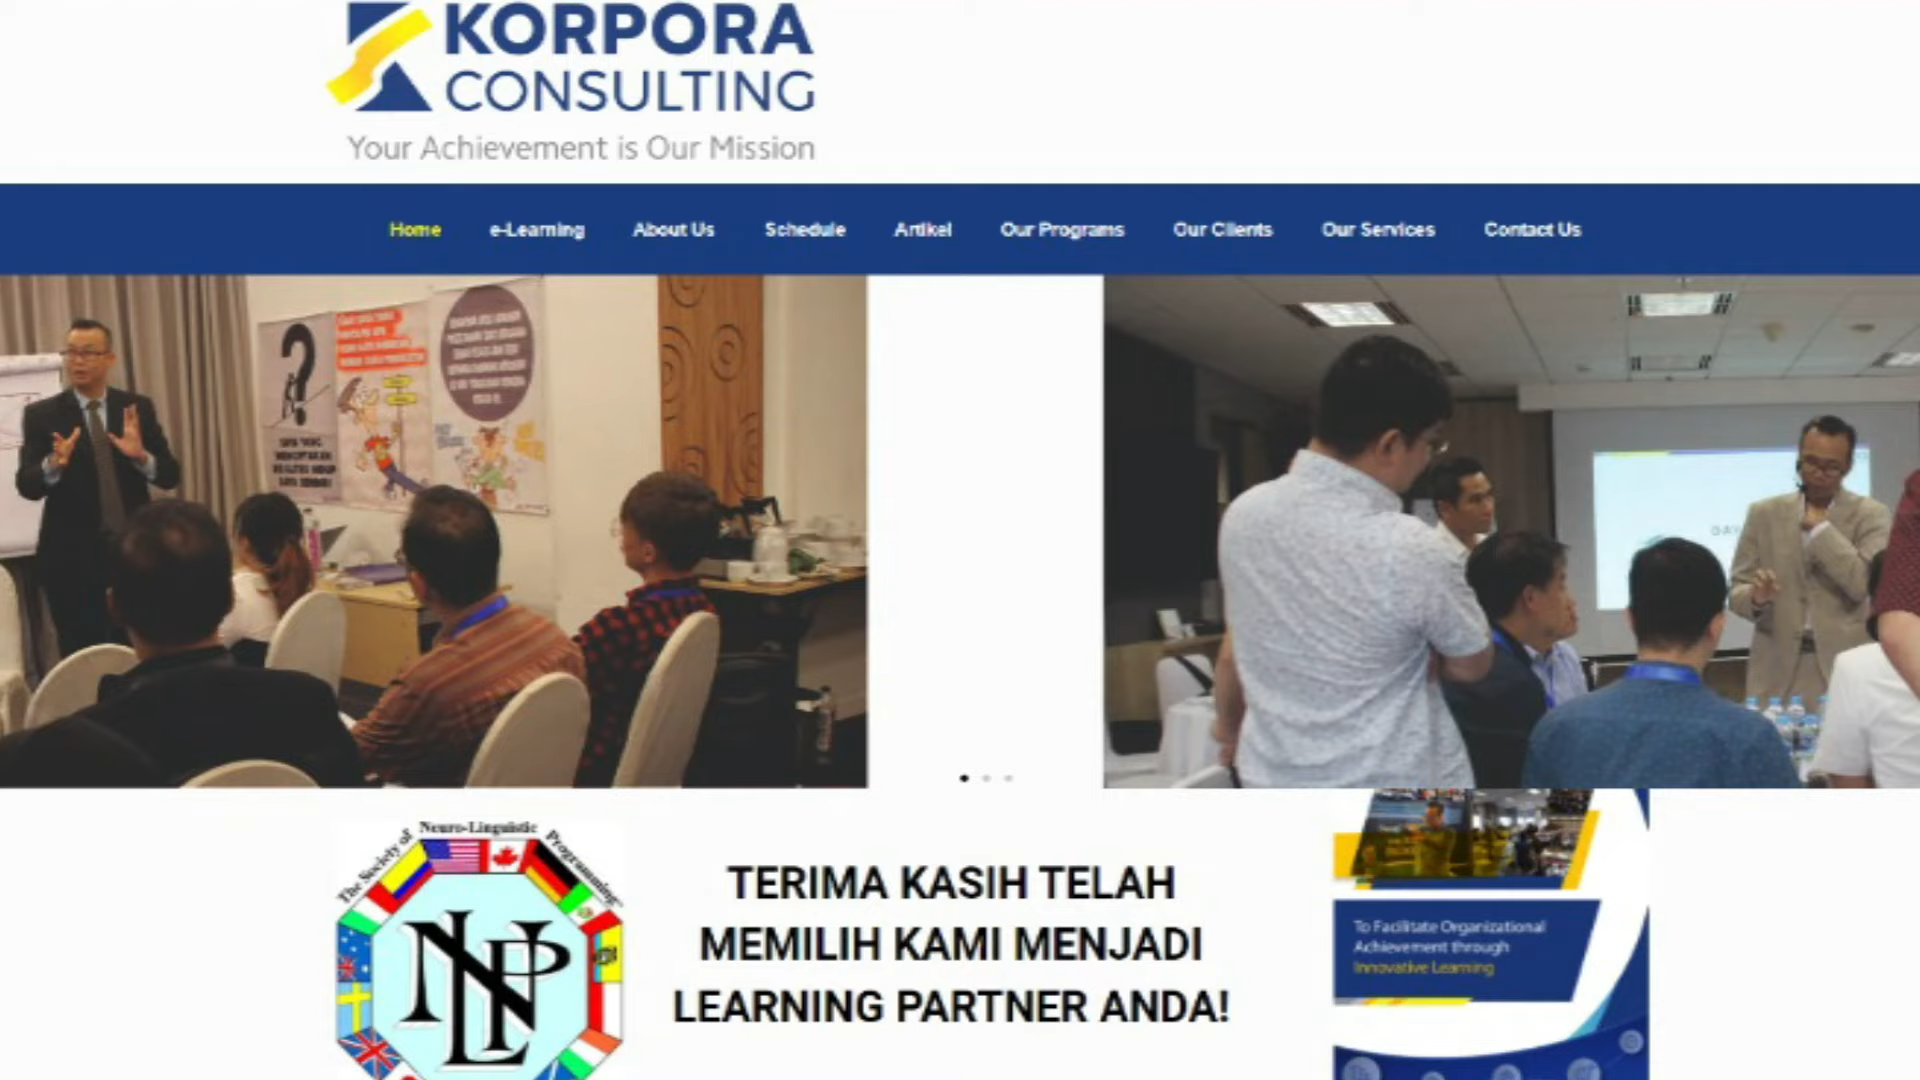 KORPORA
CONSULTING
Your Achievement is Our Mission
Home e-Learning About Us Schedule Artikel Our Programs Our Clients Our Services Contact Us
The Society of Neuro-Linguistic Programming
NLP
TERIMA KASIH TELAH
MEMILIH KAMI MENJADI
LEARNING PARTNER ANDA!
To Facilitate Organizational
Achievement through
Innovative Learning